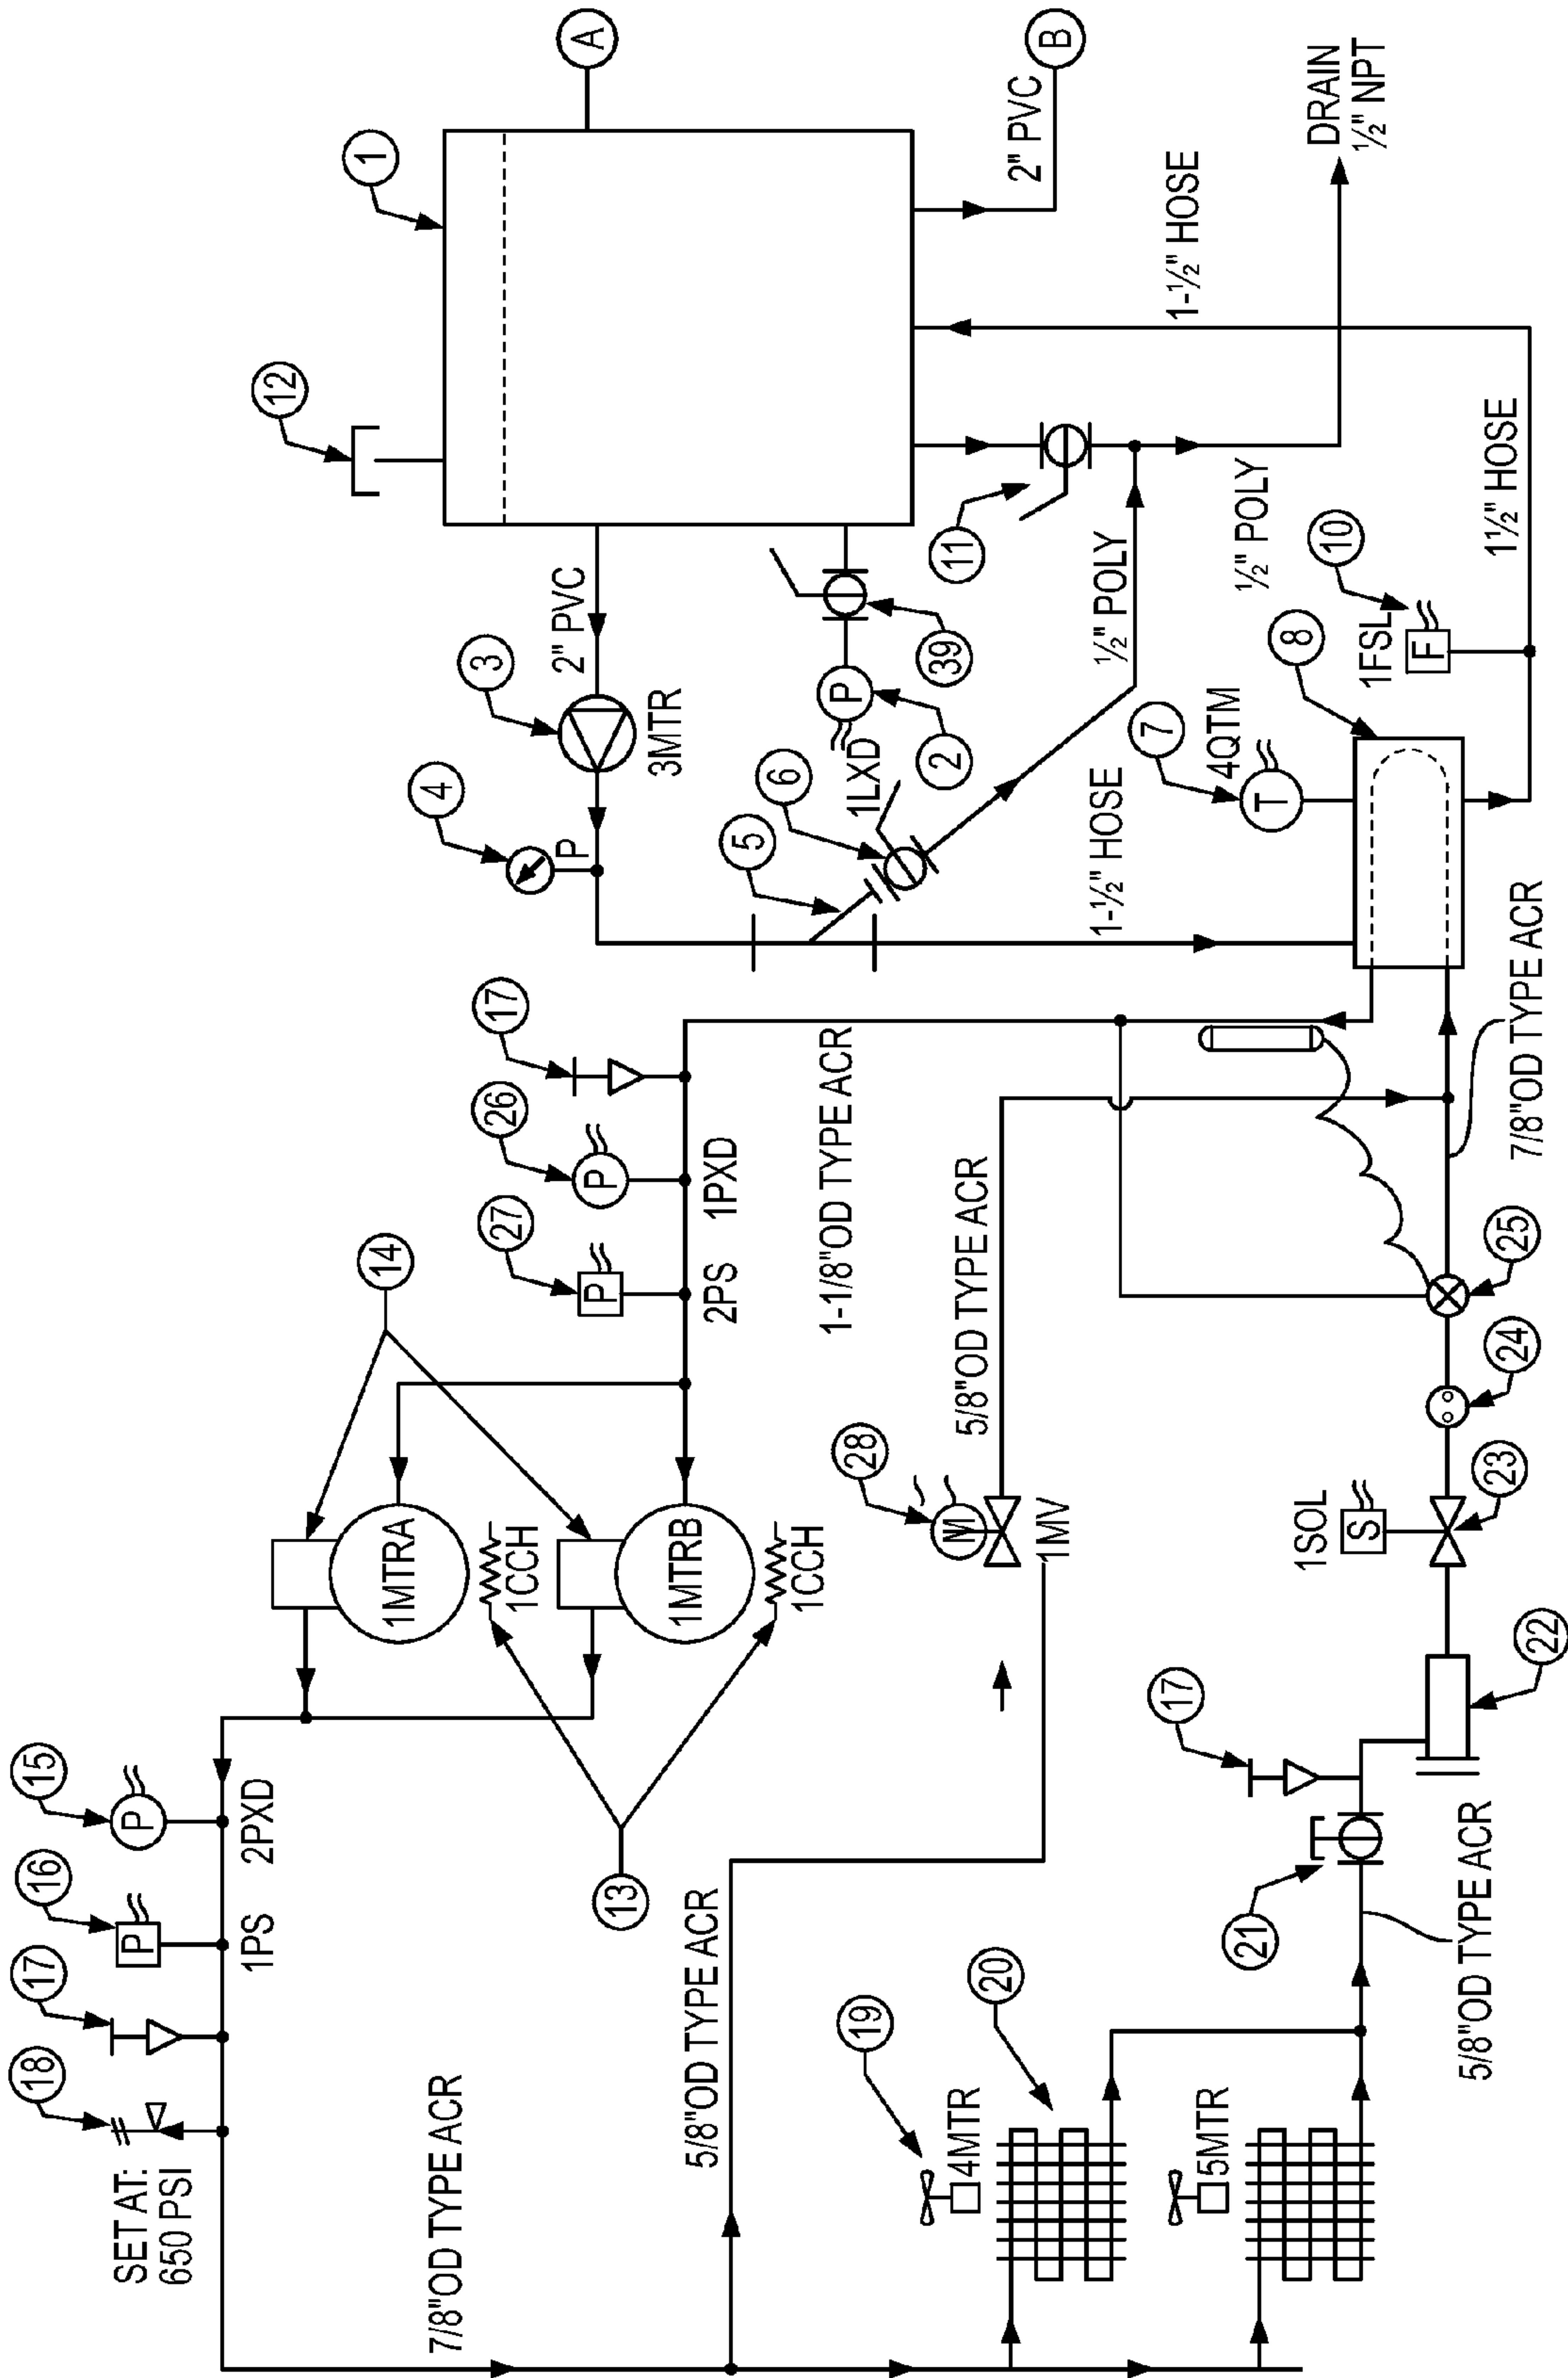 A
B
1
12
2" PVC
1-½" HOSE
DRAIN
½" NPT
3
2" PVC
3MTR
4
P
39
P
2
1LXD
11
5
6
½" POLY
½" POLY
10
1FSL
F
1½" HOSE
8
7
4QTM
T
1-½" HOSE
17
26
P
1PXD
27
P
2PS
1-1/8"OD TYPE ACR
14
1MTRA
1CCH
1MTRB
1CCH
13
15
P
2PXD
16
P
1PS
17
18
SET AT:
650 PSI
7/8"OD TYPE ACR
5/8"OD TYPE ACR
28
M
1MV
5/8"OD TYPE ACR
7/8"OD TYPE ACR
25
24
1SOL
S
23
22
17
21
5/8"OD TYPE ACR
19
4MTR
20
5MTR